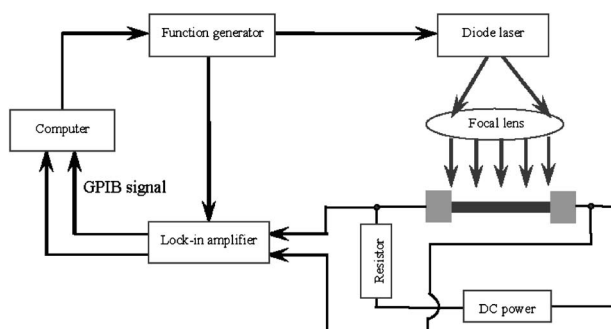 Function generator
Diode laser
Computer
Focal lens
GPIB signal
Lock-in amplifier
Resistor
DC power